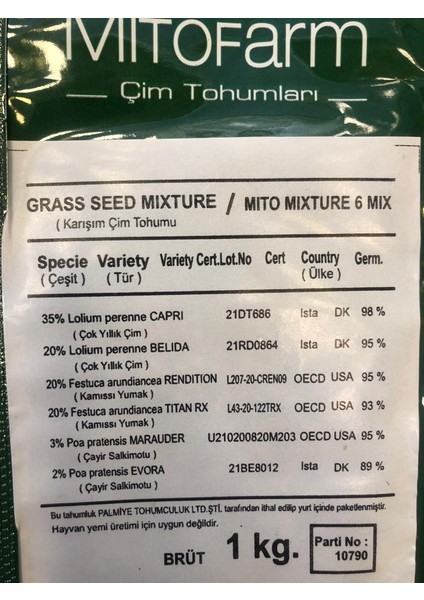 MITOFarm
Çim Tohumları
GRASS SEED MIXTURE / MITO MIXTURE 6 MIX
( Karışım Çim Tohumu
Specie Variety Variety Cert.Lot.No Cert Country Germ.
( Çeşit ) ( Tür ) ( Ülke )
35% Lolium perenne CAPRI 21DT686 Ista DK 98 %
( Çok Yıllık Çim )
20% Lolium perenne BELIDA 21RD0864 Ista DK 95 %
( Çok Yıllık Çim )
20% Festuca arundiancea RENDITION L207-20-CREN09 OECD USA 95 %
( Kamıssı Yumak )
20% Festuca arundiancea TITAN RX L43-20-122TRX OECD USA 93 %
( Kamıssı Yumak )
3% Poa pratensis MARAUDER U210200820M203 OECD USA 95 %
( Çayir Salkimotu )
2% Poa pratensis EVORA 21BE8012 Ista DK 89 %
( Çayir Salkimotu )
Bu tahumluk PALMİYE TOHUMCULUK LTD.ŞTİ. tarafından ithal edilip yurt içinde paketlenmiştir.
Hayvan yemi üretimi için uygun değildir.
BRÜT 1 kg. Parti No :
10790